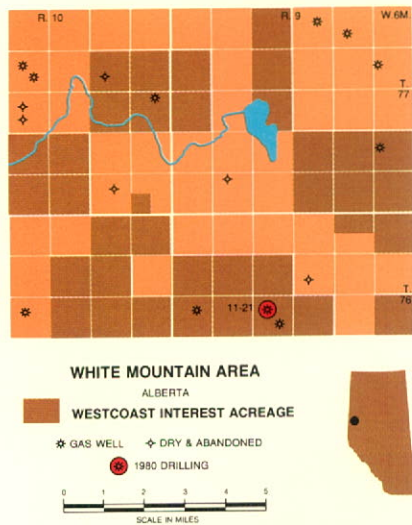 R. 10 R. 9 W.6M.
T.
77
T.
76
11-21
WHITE MOUNTAIN AREA
ALBERTA
WESTCOAST INTEREST ACREAGE
GAS WELL DRY & ABANDONED
1980 DRILLING
0 1 2 3 4 5
SCALE IN MILES